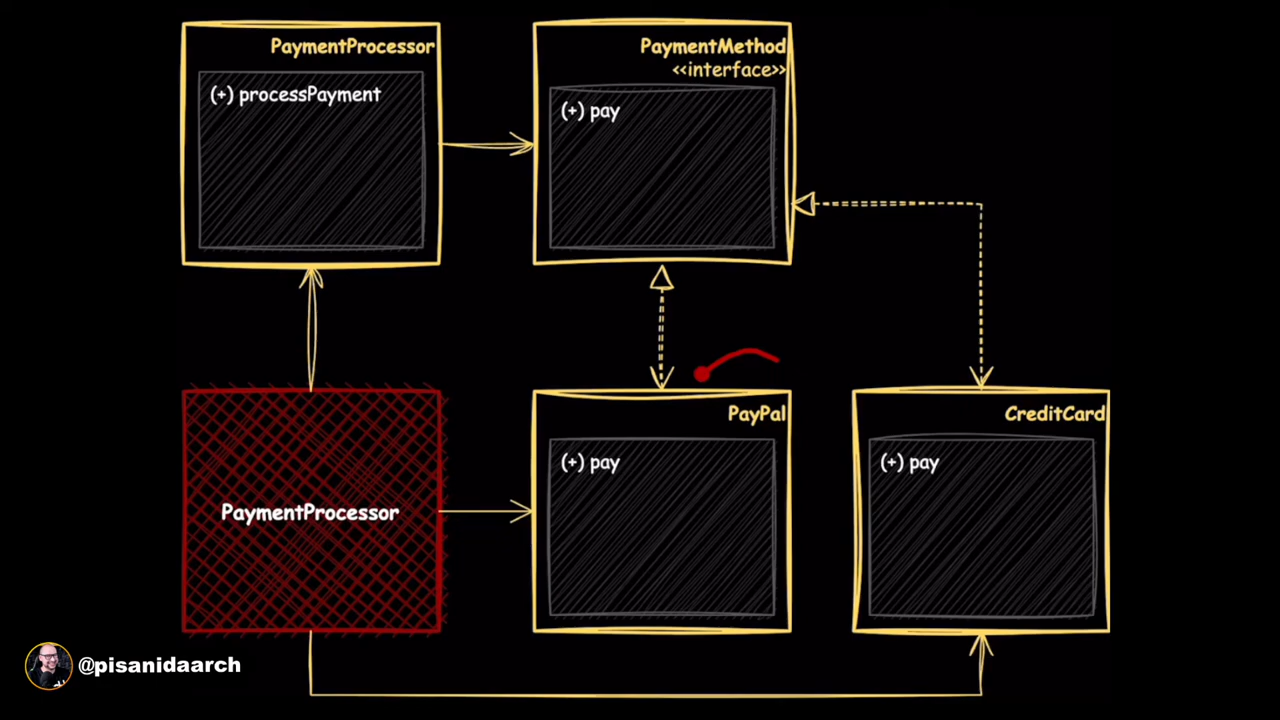 PaymentProcessor
(+) processPayment
PaymentMethod
<<interface>>
(+) pay
PayPal
(+) pay
CreditCard
(+) pay
PaymentProcessor
@pisanidaarch